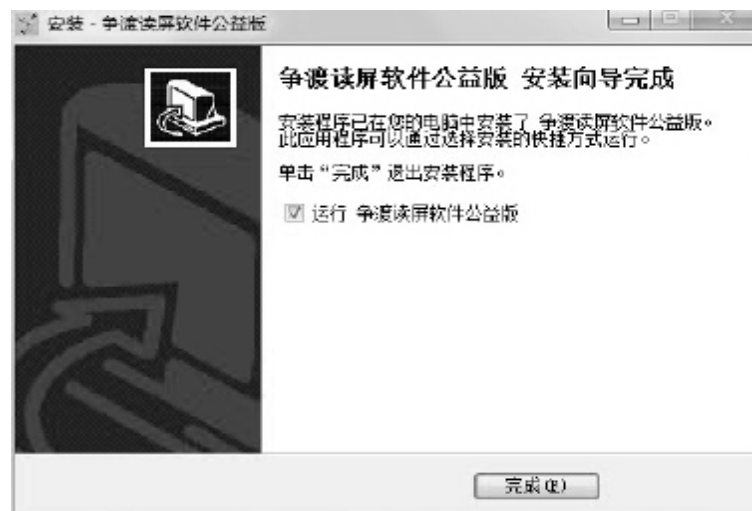 安装 - 争渡读屏软件公益版
争渡读屏软件公益版 安装向导完成
安装程序已在您的电脑中安装了 争渡读屏软件公益版。
此应用程序可以通过选择安装的快捷方式运行。
单击“完成”退出安装程序。
运行 争渡读屏软件公益版
完成(F)